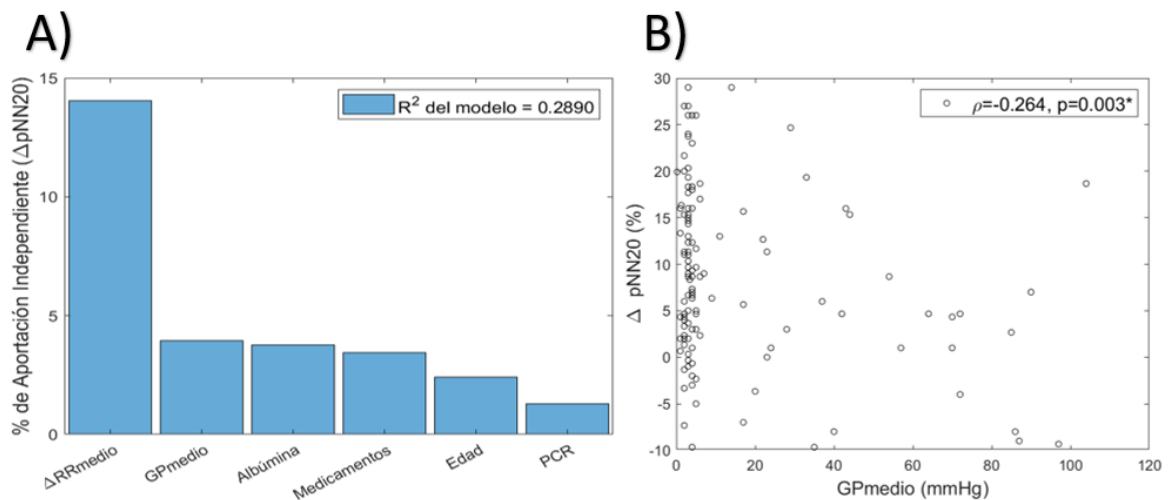 A)
% de Aportación Independiente (ΔpNN20)
15
10
5
0
R² del modelo = 0.2890
ΔRRmedio
GPmedio
Albúmina
Medicamentos
Edad
PCR
B)
Δ pNN20 (%)
30
25
20
15
10
5
0
-5
-10
ρ=-0.264, p=0.003*
0
20
40
60
80
100
120
GPmedio (mmHg)